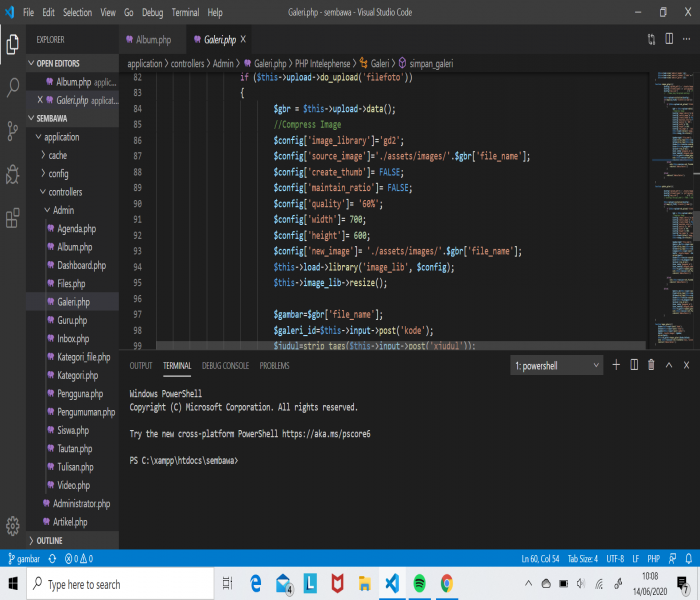 File Edit Selection View Go Debug Terminal Help
Galeri.php - sembawa - Visual Studio Code
EXPLORER
Album.php
Galeri.php
OPEN EDITORS
Album.php applic...
Galeri.php applicat...
SEMBAWA
application
cache
config
controllers
Admin
Agenda.php
Album.php
Dashboard.php
Files.php
Galeri.php
Guru.php
Inbox.php
Kategori_file.php
Kategori.php
Pengguna.php
Pengumuman.php
Siswa.php
Tautan.php
Tulisan.php
Video.php
Administrator.php
Artikel.php
OUTLINE
application > controllers > Admin > Galeri.php > PHP Intelephense > Galeri > simpan_galeri
82 if ($this->upload->do_upload('filefoto'))
83 {
84 $gbr = $this->upload->data();
85 //Compress Image
86 $config['image_library']='gd2';
87 $config['source_image']='./assets/images/'.$gbr['file_name'];
88 $config['create_thumb']= FALSE;
89 $config['maintain_ratio']= FALSE;
90 $config['quality']= '60%';
91 $config['width']= 700;
92 $config['height']= 600;
93 $config['new_image']= './assets/images/'.$gbr['file_name'];
94 $this->load->library('image_lib', $config);
95 $this->image_lib->resize();
96
97 $gambar=$gbr['file_name'];
98 $galeri_id=$this->input->post('kode');
99 $judul=strip_tags($this->input->post('xjudul'));
OUTPUT TERMINAL DEBUG CONSOLE PROBLEMS
1: powershell
Windows PowerShell
Copyright (C) Microsoft Corporation. All rights reserved.
Try the new cross-platform PowerShell https://aka.ms/pscore6
PS C:\xampp\htdocs\sembawa>
gambar 0 0
Ln 60, Col 54 Tab Size: 4 UTF-8 LF PHP
Type here to search
4
L
10:08
14/06/2020
7